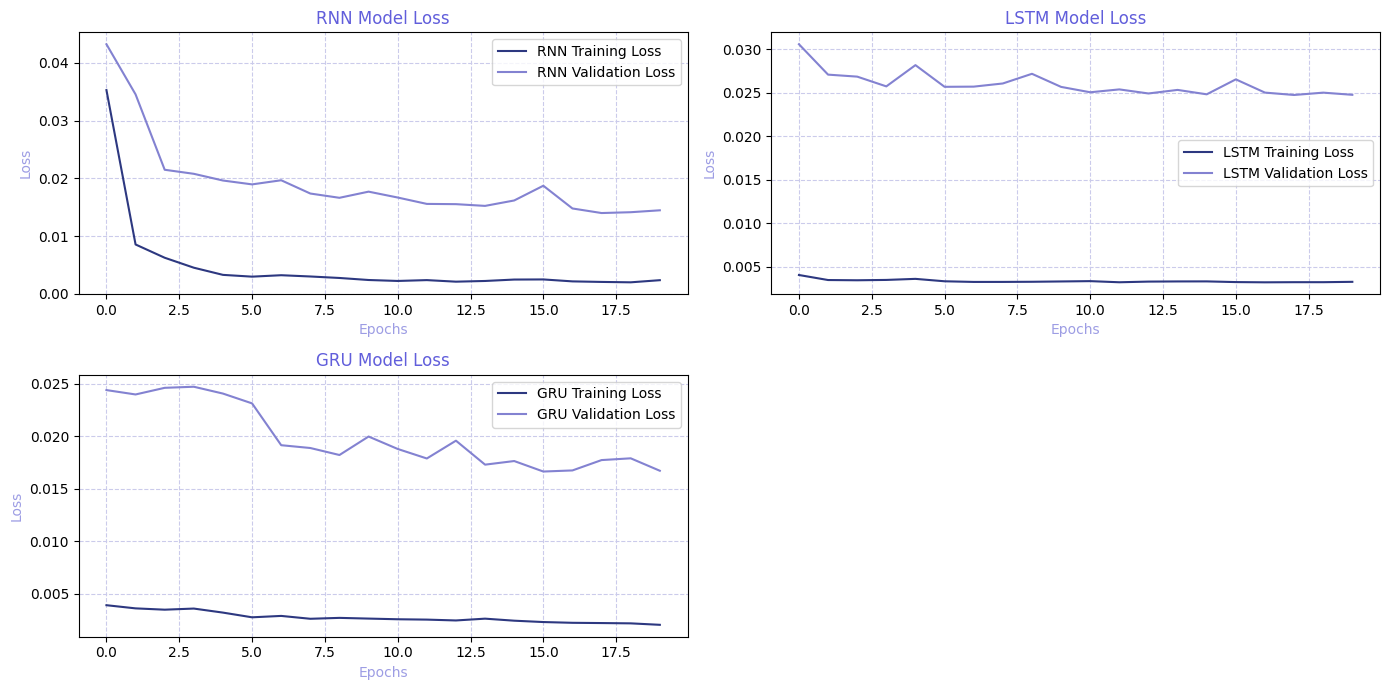 RNN Model Loss
RNN Training Loss
RNN Validation Loss
Loss
0.04
0.03
0.02
0.01
0.00
0.0 2.5 5.0 7.5 10.0 12.5 15.0 17.5
Epochs
LSTM Model Loss
LSTM Training Loss
LSTM Validation Loss
Loss
0.030
0.025
0.020
0.015
0.010
0.005
0.0 2.5 5.0 7.5 10.0 12.5 15.0 17.5
Epochs
GRU Model Loss
GRU Training Loss
GRU Validation Loss
Loss
0.025
0.020
0.015
0.010
0.005
0.0 2.5 5.0 7.5 10.0 12.5 15.0 17.5
Epochs